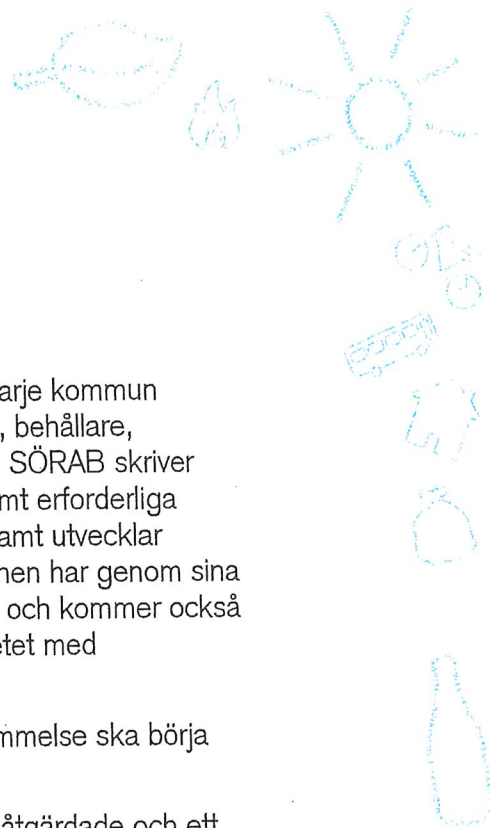 arje kommun
, behållare,
SÖRAB skriver
mt erforderliga
amt utvecklar
nen har genom sina
och kommer också
etet med
nmelse ska börja
åtgärdade och ett